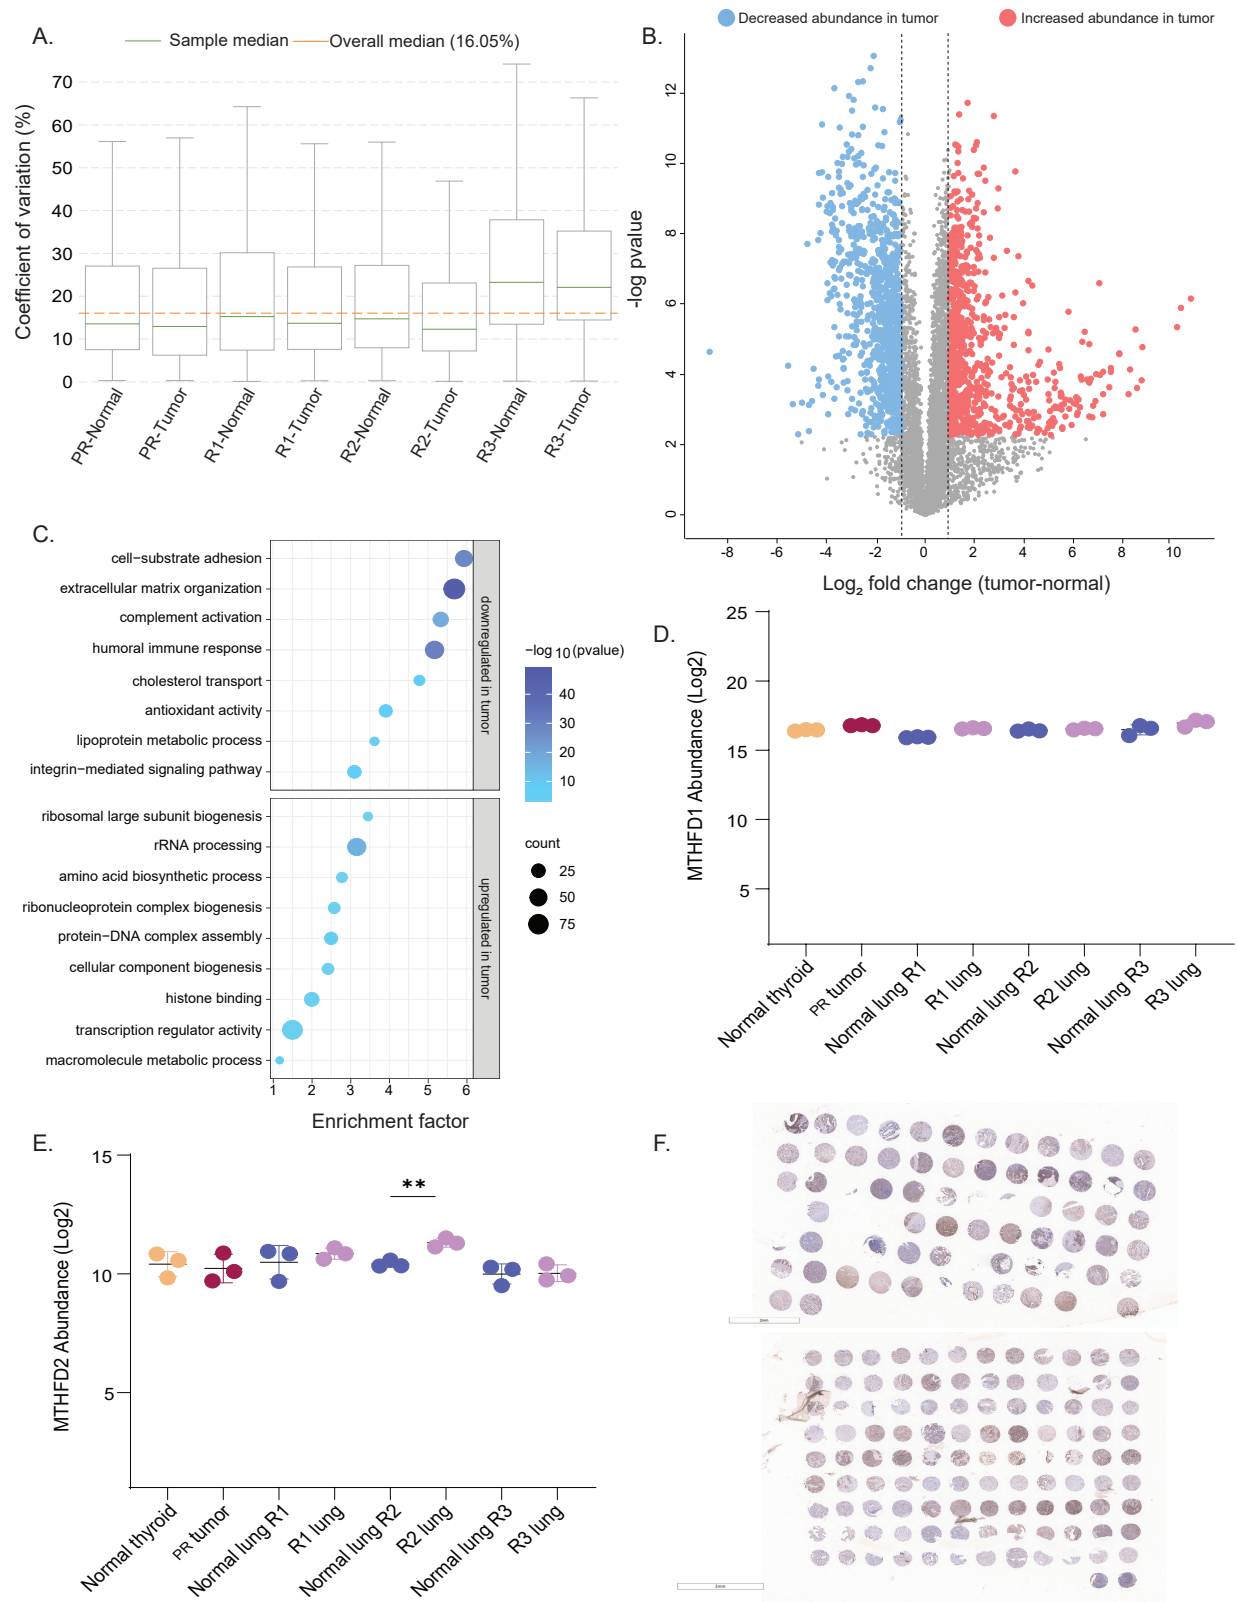 A.
Sample median
Overall median (16.05%)
Coefficient of variation (%)
70
60
50
40
30
20
10
0
PR-Normal
PR-Tumor
R1-Normal
R1-Tumor
R2-Normal
R2-Tumor
R3-Normal
R3-Tumor
B.
Decreased abundance in tumor
Increased abundance in tumor
-log pvalue
12
10
8
6
4
2
0
-8
-6
-4
-2
0
2
4
6
8
10
Log₂ fold change (tumor-normal)
C.
cell−substrate adhesion
extracellular matrix organization
complement activation
humoral immune response
cholesterol transport
antioxidant activity
lipoprotein metabolic process
integrin−mediated signaling pathway
downregulated in tumor
ribosomal large subunit biogenesis
rRNA processing
amino acid biosynthetic process
ribonucleoprotein complex biogenesis
protein−DNA complex assembly
cellular component biogenesis
histone binding
transcription regulator activity
macromolecule metabolic process
upregulated in tumor
1
2
3
4
5
6
Enrichment factor
−log 10 (pvalue)
40
30
20
10
count
25
50
75
D.
MTHFD1 Abundance (Log2)
25
20
15
10
5
Normal thyroid
PR tumor
Normal lung R1
R1 lung
Normal lung R2
R2 lung
Normal lung R3
R3 lung
E.
MTHFD2 Abundance (Log2)
15
10
5
**
Normal thyroid
PR tumor
Normal lung R1
R1 lung
Normal lung R2
R2 lung
Normal lung R3
R3 lung
F.